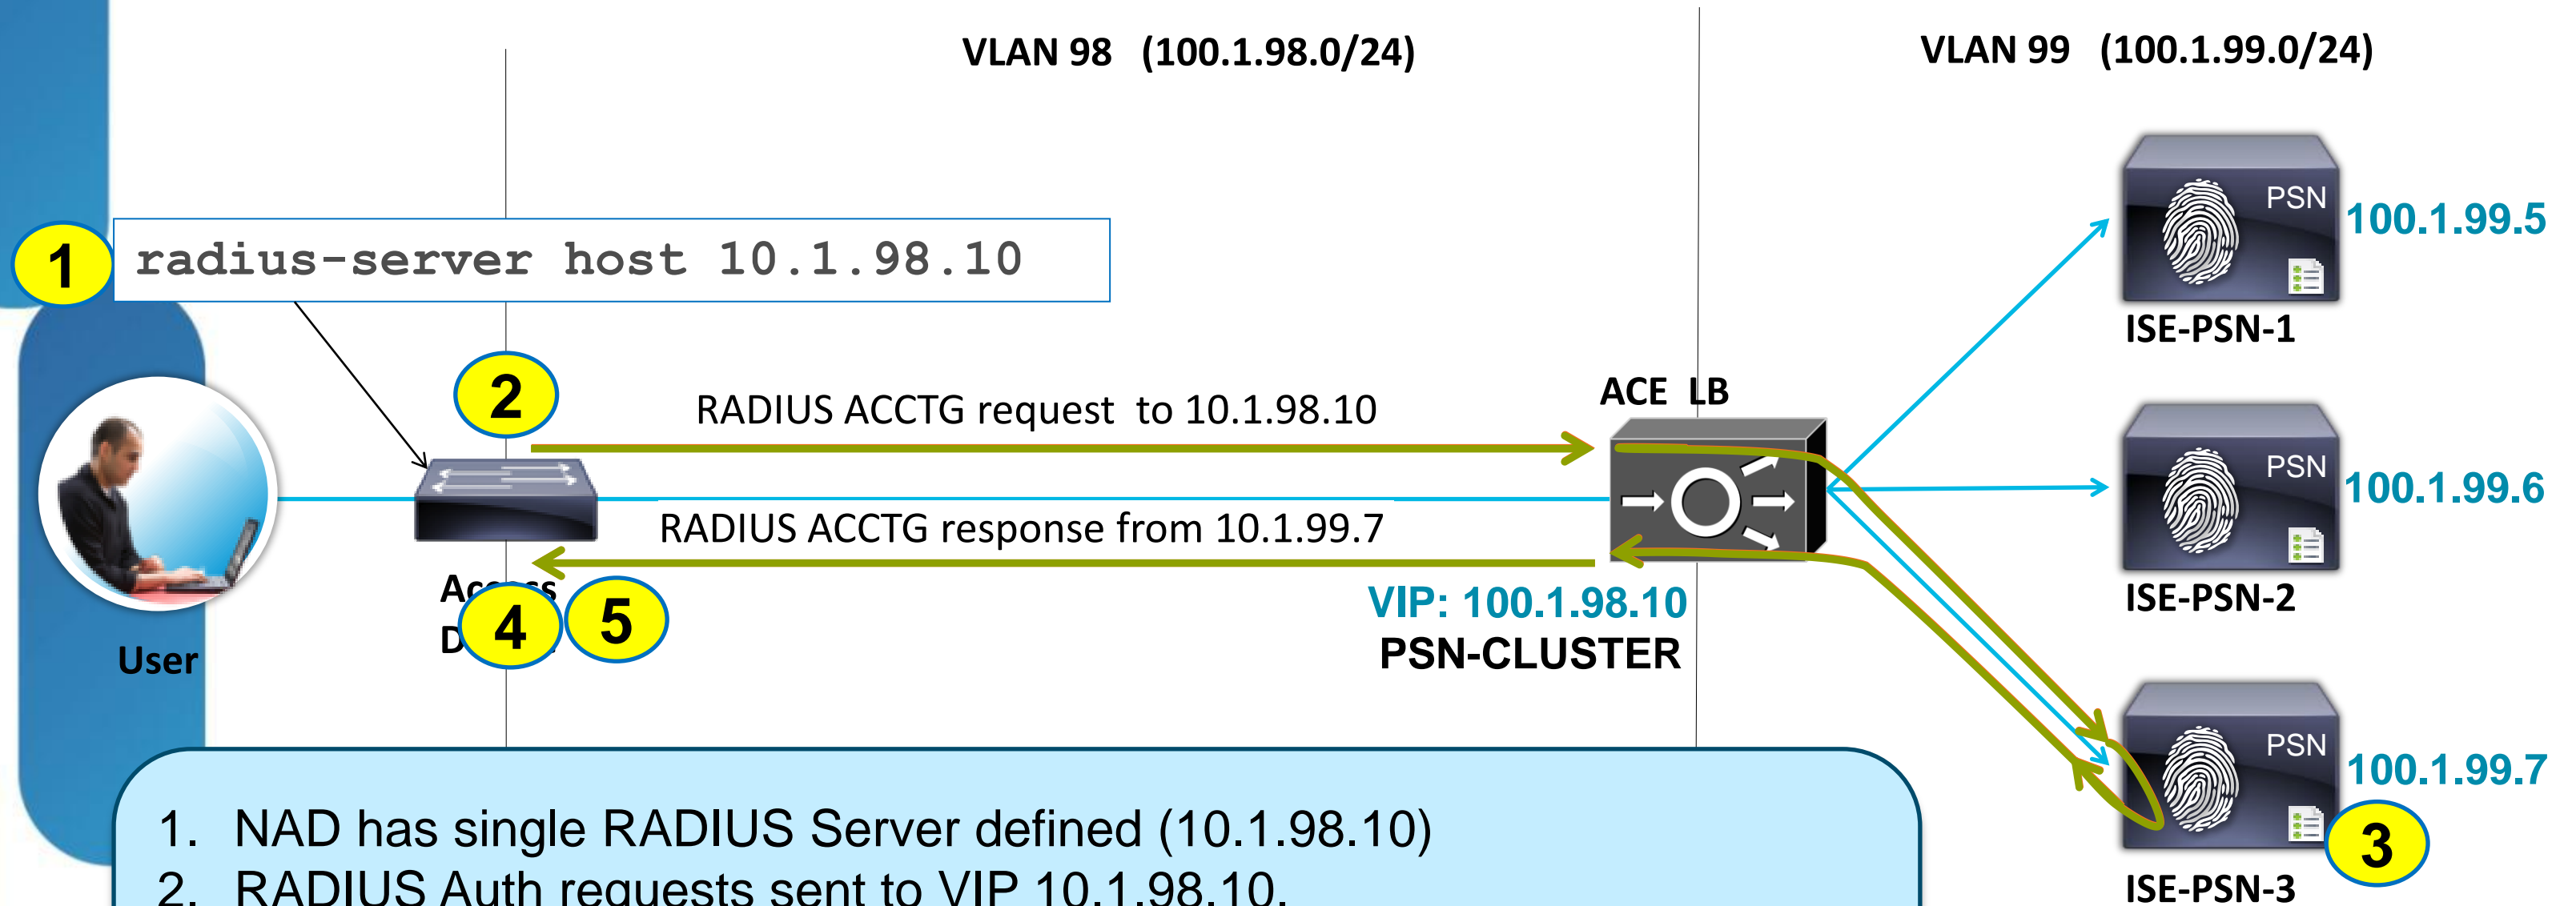 VLAN 98 (100.1.98.0/24)
VLAN 99 (100.1.99.0/24)
1
radius-server host 10.1.98.10
PSN
100.1.99.5
ISE-PSN-1
2
RADIUS ACCTG request to 10.1.98.10
ACE LB
PSN
100.1.99.6
RADIUS ACCTG response from 10.1.99.7
ISE-PSN-2
4
5
VIP: 100.1.98.10
PSN-CLUSTER
User
PSN
100.1.99.7
3
ISE-PSN-3
1. NAD has single RADIUS Server defined (10.1.98.10)
2. RADIUS Auth requests sent to VIP 10.1.98.10.